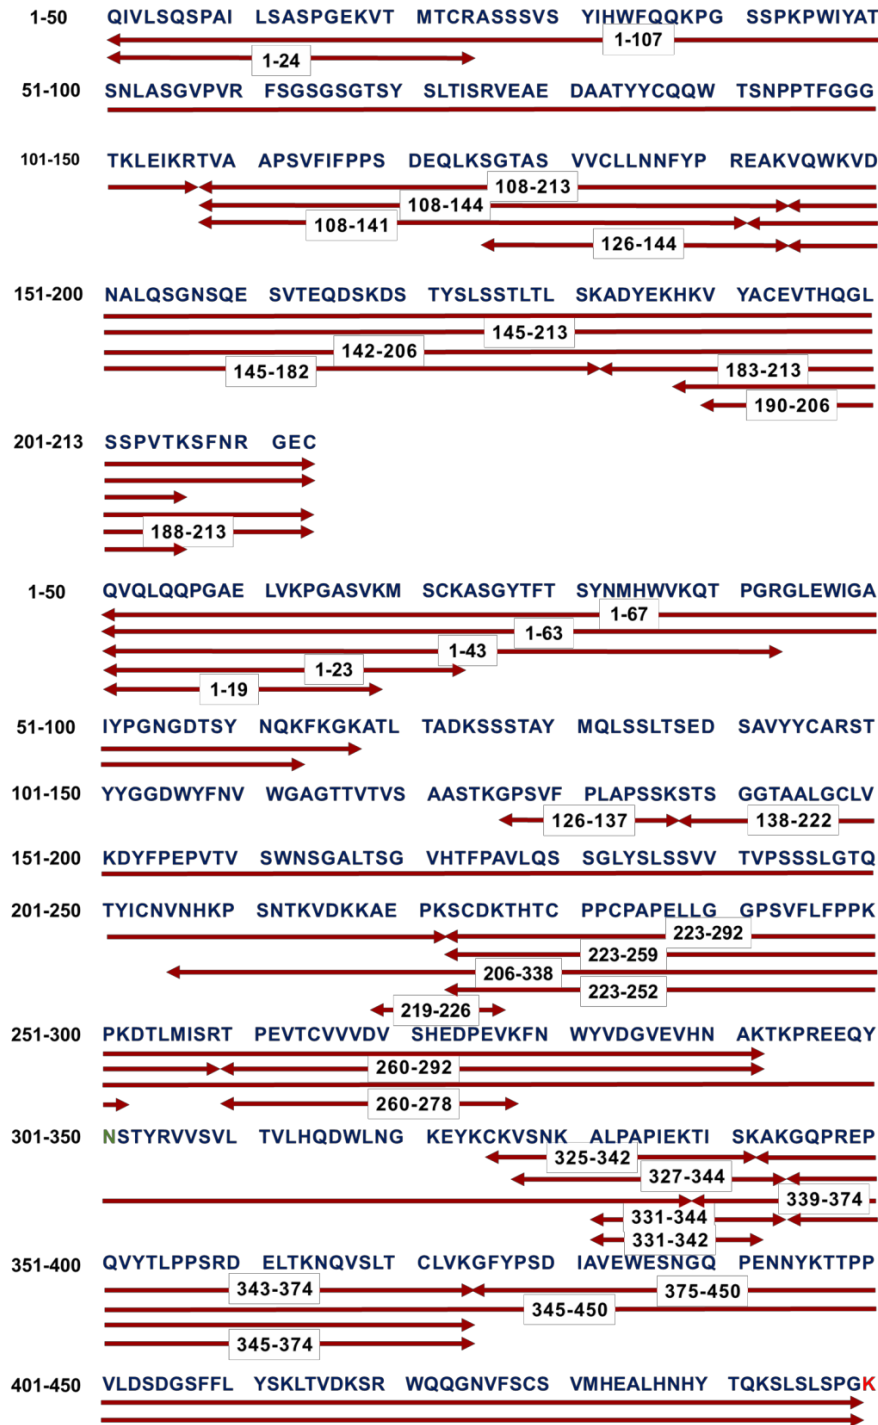 1-50 QIVLSQSPAI LSASPGEKVT MTCRASSSVS YIHWFQQKPG SSPKPWIYAT
1-107
1-24
51-100 SNLASGVPVR FSGSGSGTSY SLTISRVEAE DAATYYCQQW TSNPPTFGGG
101-150 TKLEIKRTVA APSVFIFPPS DEQLKSGTAS VVCLLNNFYP REAKVQWKVD
108-213
108-144
108-141
126-144
151-200 NALQSGNSQE SVTEQDSKDS TYSLSSTLTL SKADYEKHKV YACEVTHQGL
145-213
142-206
145-182 183-213
190-206
201-213 SSPVTKSFNR GEC
188-213
1-50 QVQLQQPGAE LVKPGASVKM SCKASGYTFT SYNMHWVKQT PGRGLEWIGA
1-67
1-63
1-43
1-23
1-19
51-100 IYPGNGDTSY NQKFKGKATL TADKSSSTAY MQLSSLTSED SAVYYCARST
101-150 YYGGDWYFNV WGAGTTVTVS AASTKGPSVF PLAPSSKSTS GGTAALGCLV
126-137 138-222
151-200 KDYFPEPVTV SWNSGALTSG VHTFPAVLQS SGLYSLSSVV TVPSSSLGTQ
201-250 TYICNVNHKP SNTKVDKKAE PKSCDKTHTC PPCPAPELLG GPSVFLFPPK
223-292
223-259
206-338
223-252
219-226
251-300 PKDTLMISRT PEVTCVVVDV SHEDPEVKFN WYVDGVEVHN AKTKPREEQY
260-292
260-278
301-350 NSTYRVVSVL TVLHQDWLNG KEYKCKVSNK ALPAPIEKTI SKAKGQPREP
325-342
327-344
339-374
331-344
331-342
351-400 QVYTLPPSRD ELTKNQVSLT CLVKGFYPSD IAVEWESNGQ PENNYKTTPP
343-374 375-450
345-450
345-374
401-450 VLDSDGSFFL YSKLTVDKSR WQQGNVFSCS VMHEALHNHY TQKSLSLSPGK